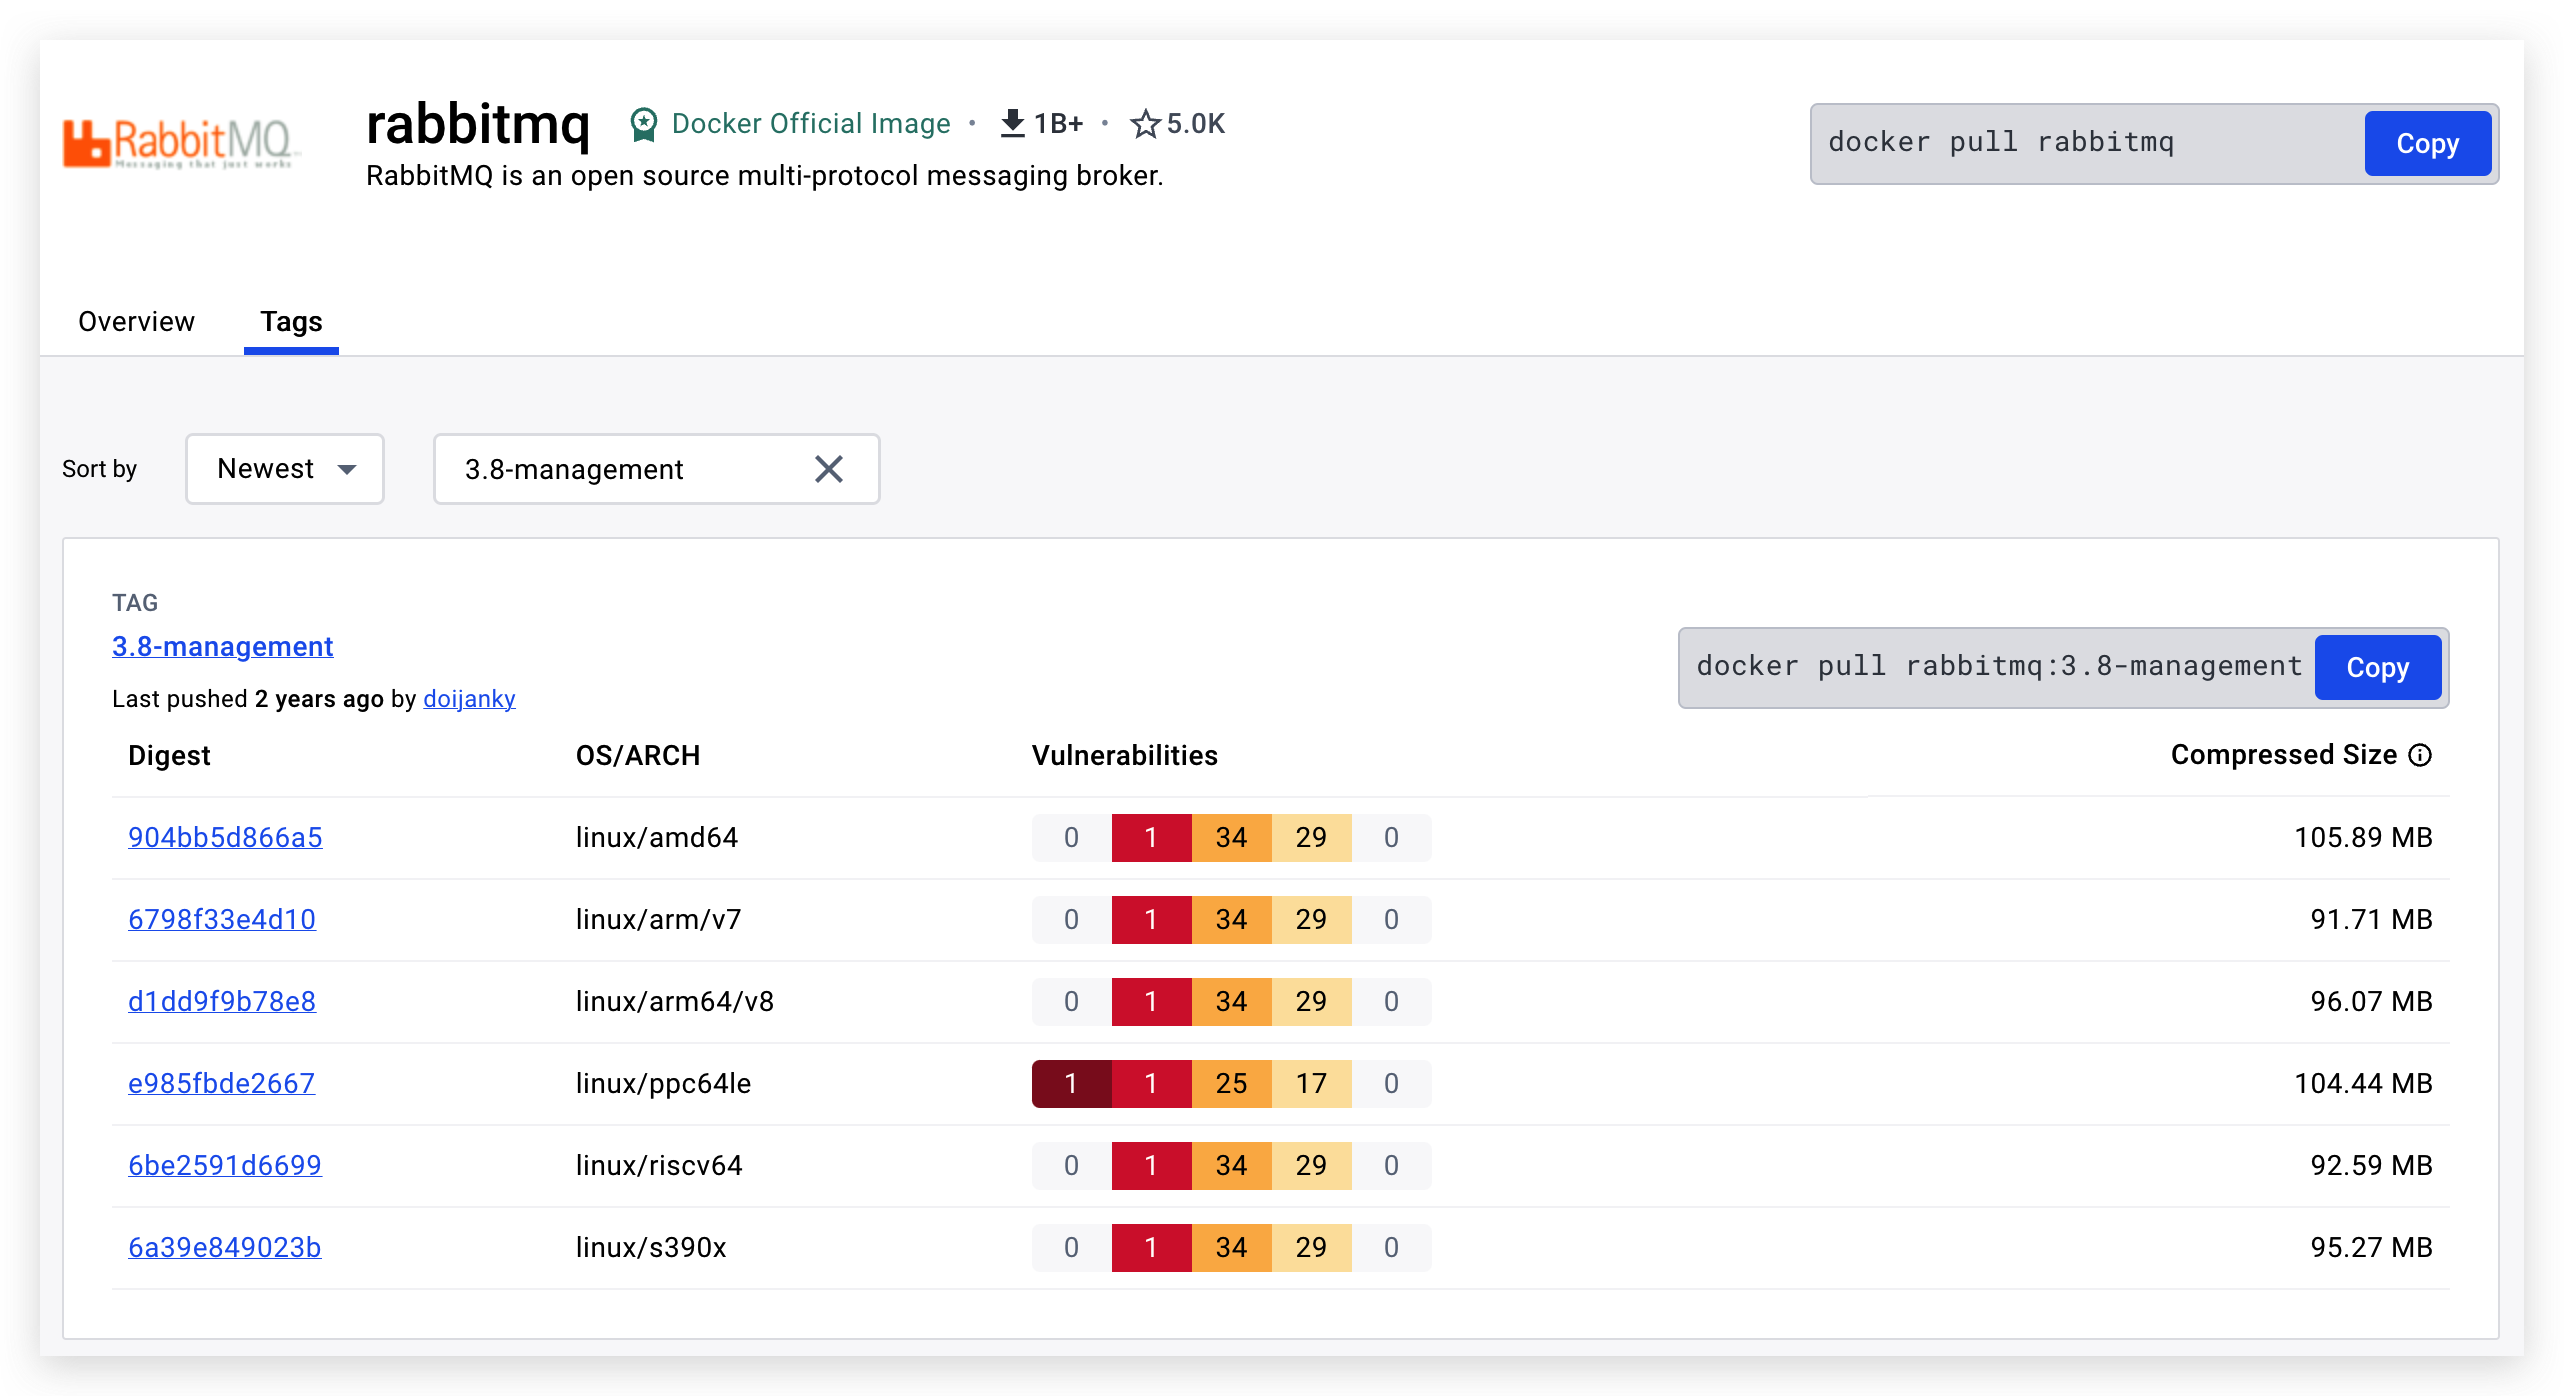 RabbitMQ
Messaging that just works
rabbitmq Docker Official Image · 1B+ · 5.0K
RabbitMQ is an open source multi-protocol messaging broker.
docker pull rabbitmq Copy
Overview Tags
Sort by Newest 3.8-management
TAG
3.8-management
Last pushed 2 years ago by doijanky
docker pull rabbitmq:3.8-management Copy
Digest OS/ARCH Vulnerabilities Compressed Size
904bb5d866a5 linux/amd64 0 1 34 29 0 105.89 MB
6798f33e4d10 linux/arm/v7 0 1 34 29 0 91.71 MB
d1dd9f9b78e8 linux/arm64/v8 0 1 34 29 0 96.07 MB
e985fbde2667 linux/ppc64le 1 1 25 17 0 104.44 MB
6be2591d6699 linux/riscv64 0 1 34 29 0 92.59 MB
6a39e849023b linux/s390x 0 1 34 29 0 95.27 MB